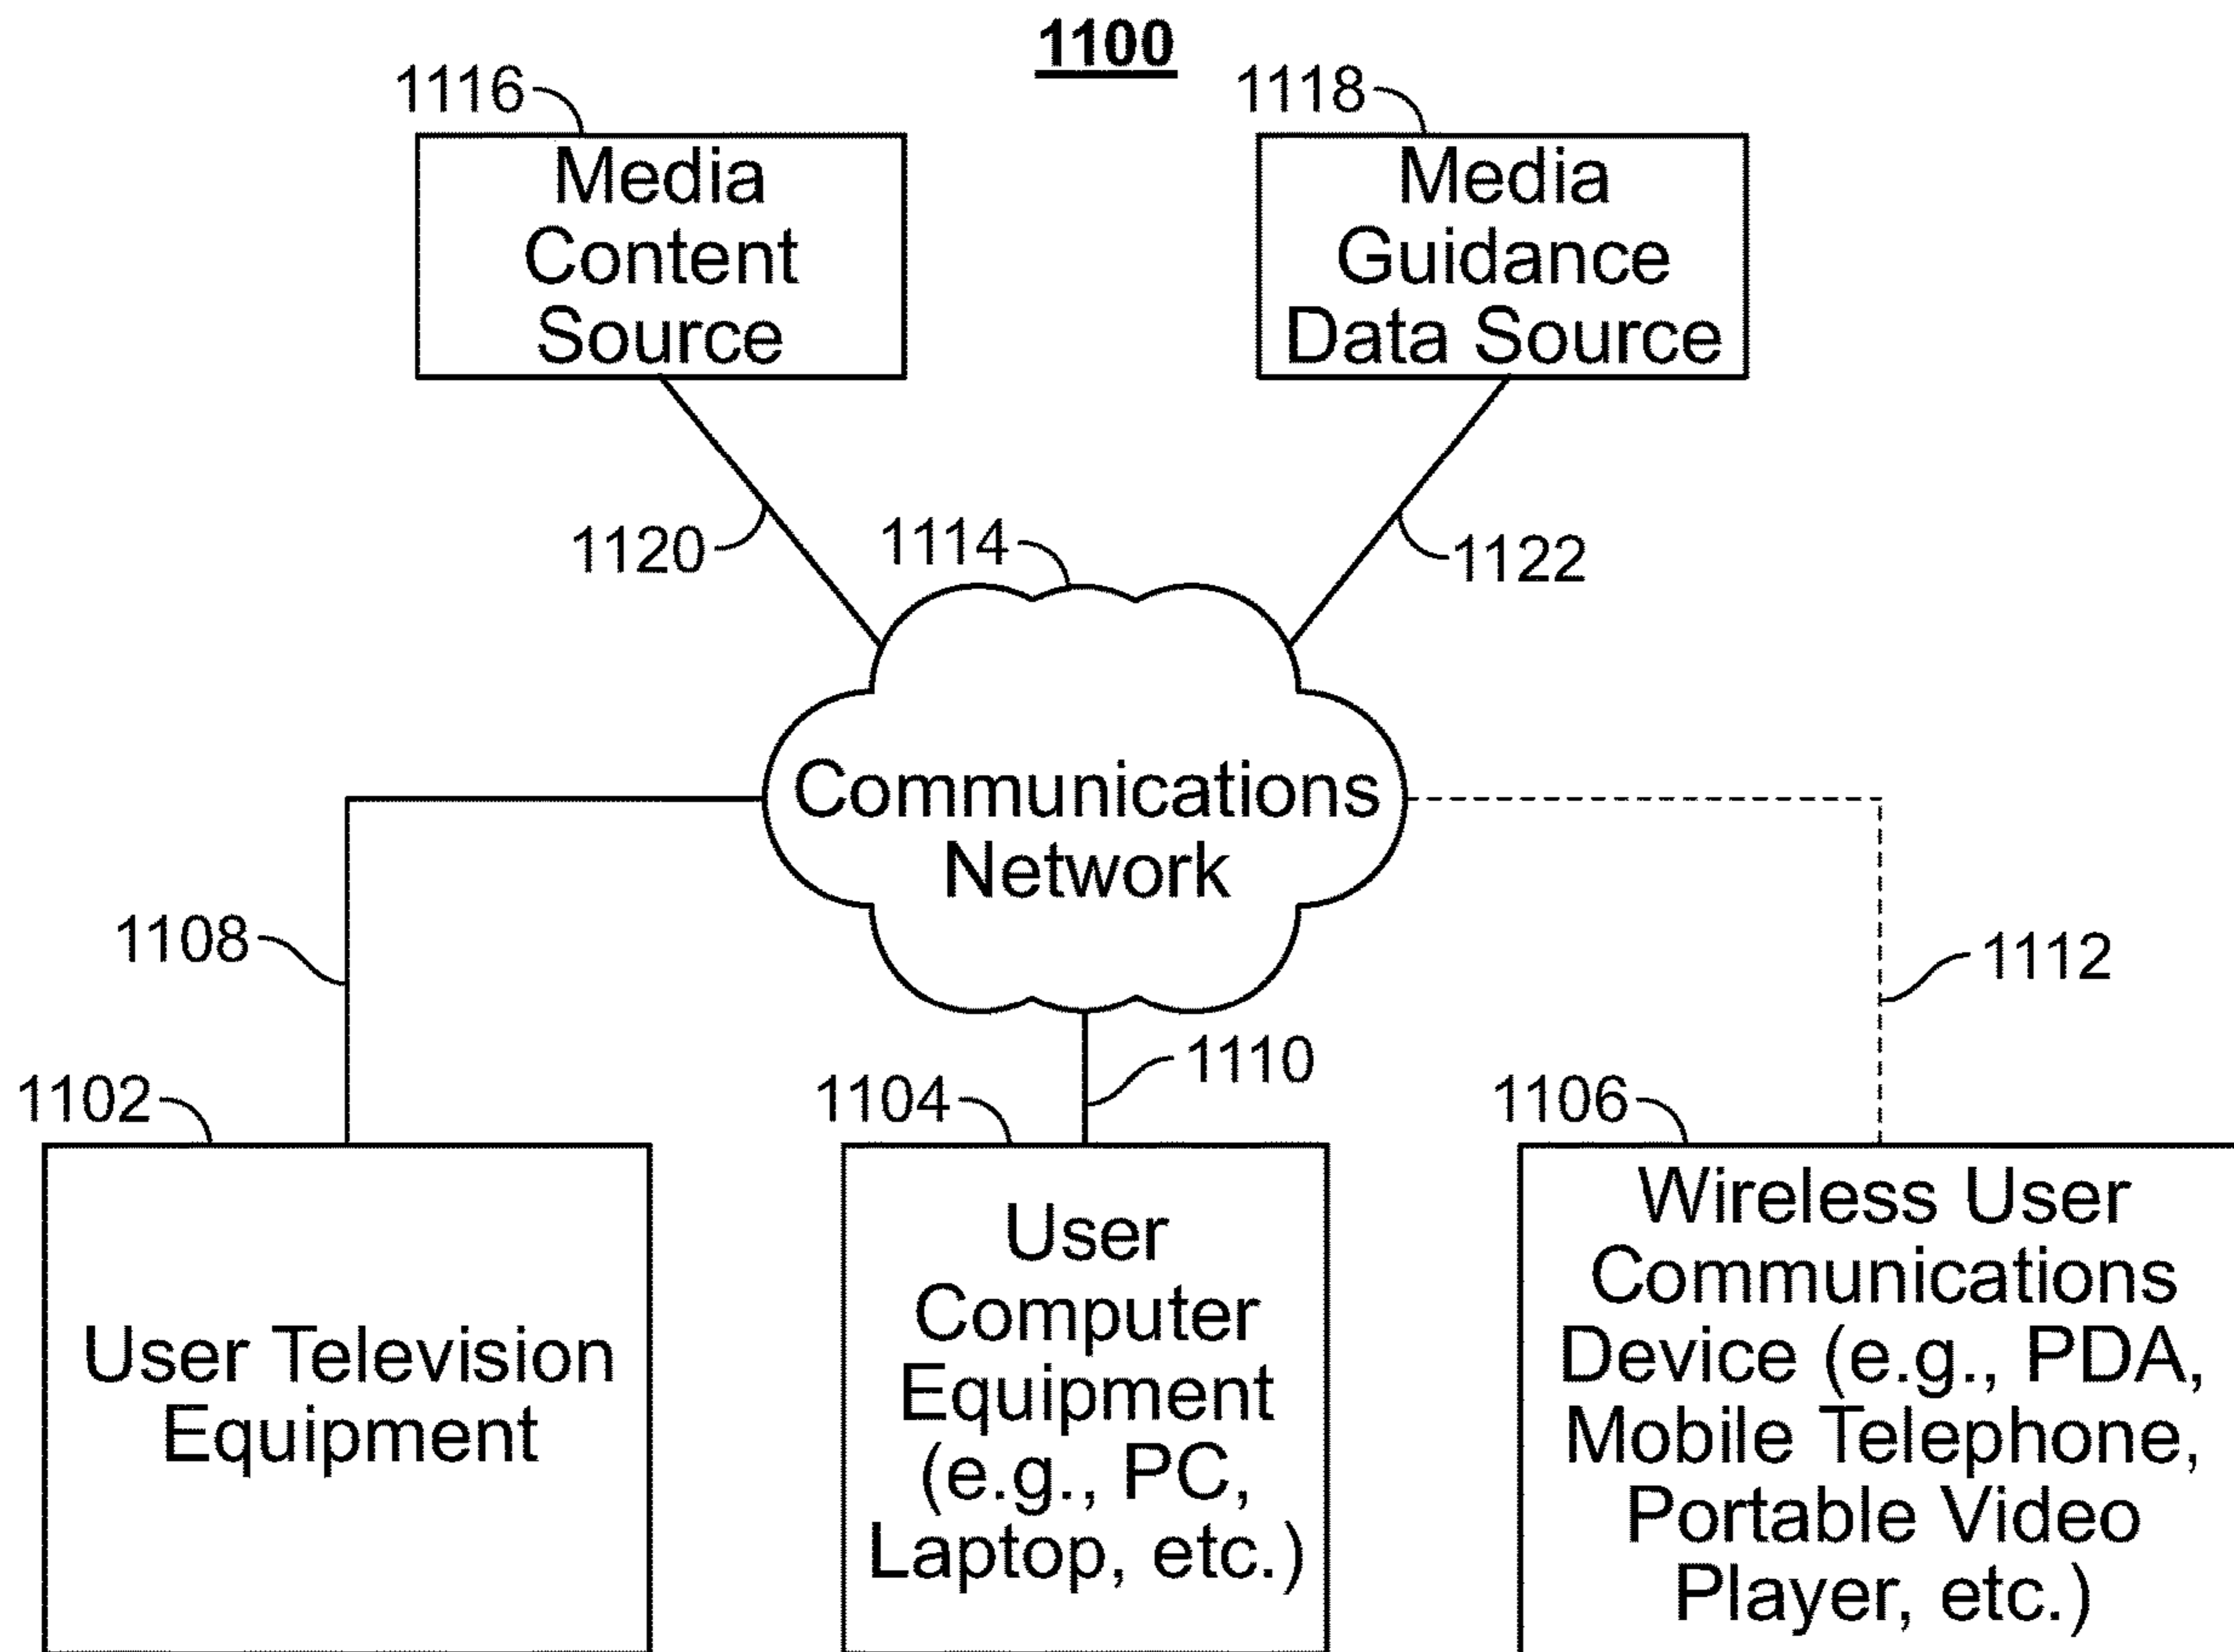 1100
1116
1118
Media
Content
Source
Media
Guidance
Data Source
1120
1114
1122
Communications
Network
1108
1112
1110
1102
1104
1106
User Television
Equipment
User
Computer
Equipment
(e.g., PC,
Laptop, etc.)
Wireless User
Communications
Device (e.g., PDA,
Mobile Telephone,
Portable Video
Player, etc.)